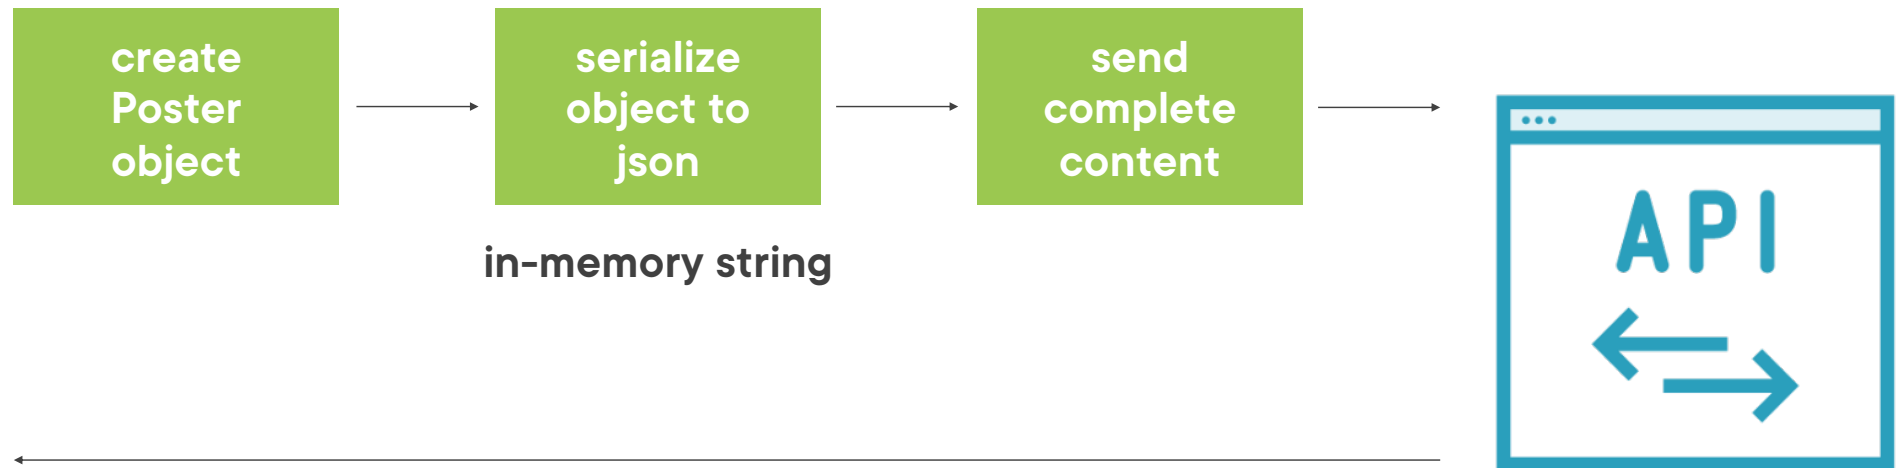 create
Poster
object
serialize
object to
json
send
complete
content
in-memory string
API